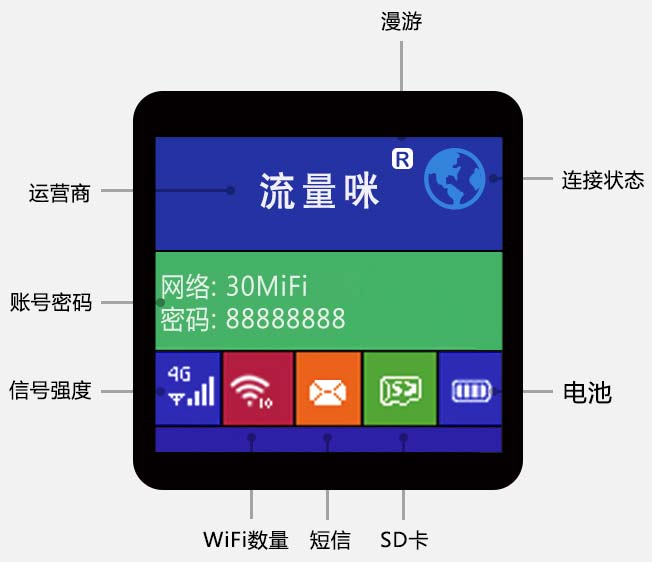 漫游
R
运营商
流量咪
连接状态
网络: 30MiFi
账号密码
密码: 88888888
4G
信号强度
10
SD
电池
WiFi数量
短信
SD卡